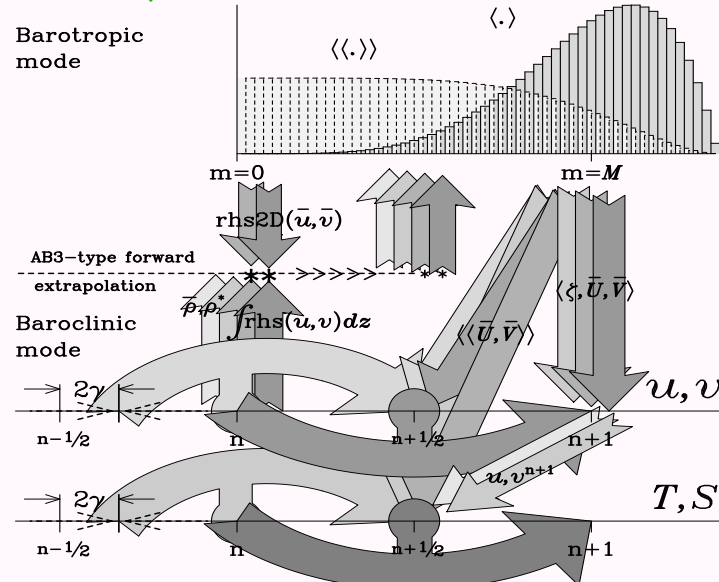 Barotropic
mode
⟨⟨.⟩⟩
⟨.⟩
m=0
m=M
rhs2D(ū,v̄)
AB3-type forward
extrapolation
** >>>>>> **
ρ̄,ρ*
∫rhs(u,v)dz
⟨⟨Ū,V̄⟩⟩
⟨ζ,Ū,V̄⟩
Baroclinic
mode
2γ
u,v
n-1/2
n
n+1/2
n+1
u,vⁿ⁺¹
2γ
T,S
n-1/2
n
n+1/2
n+1